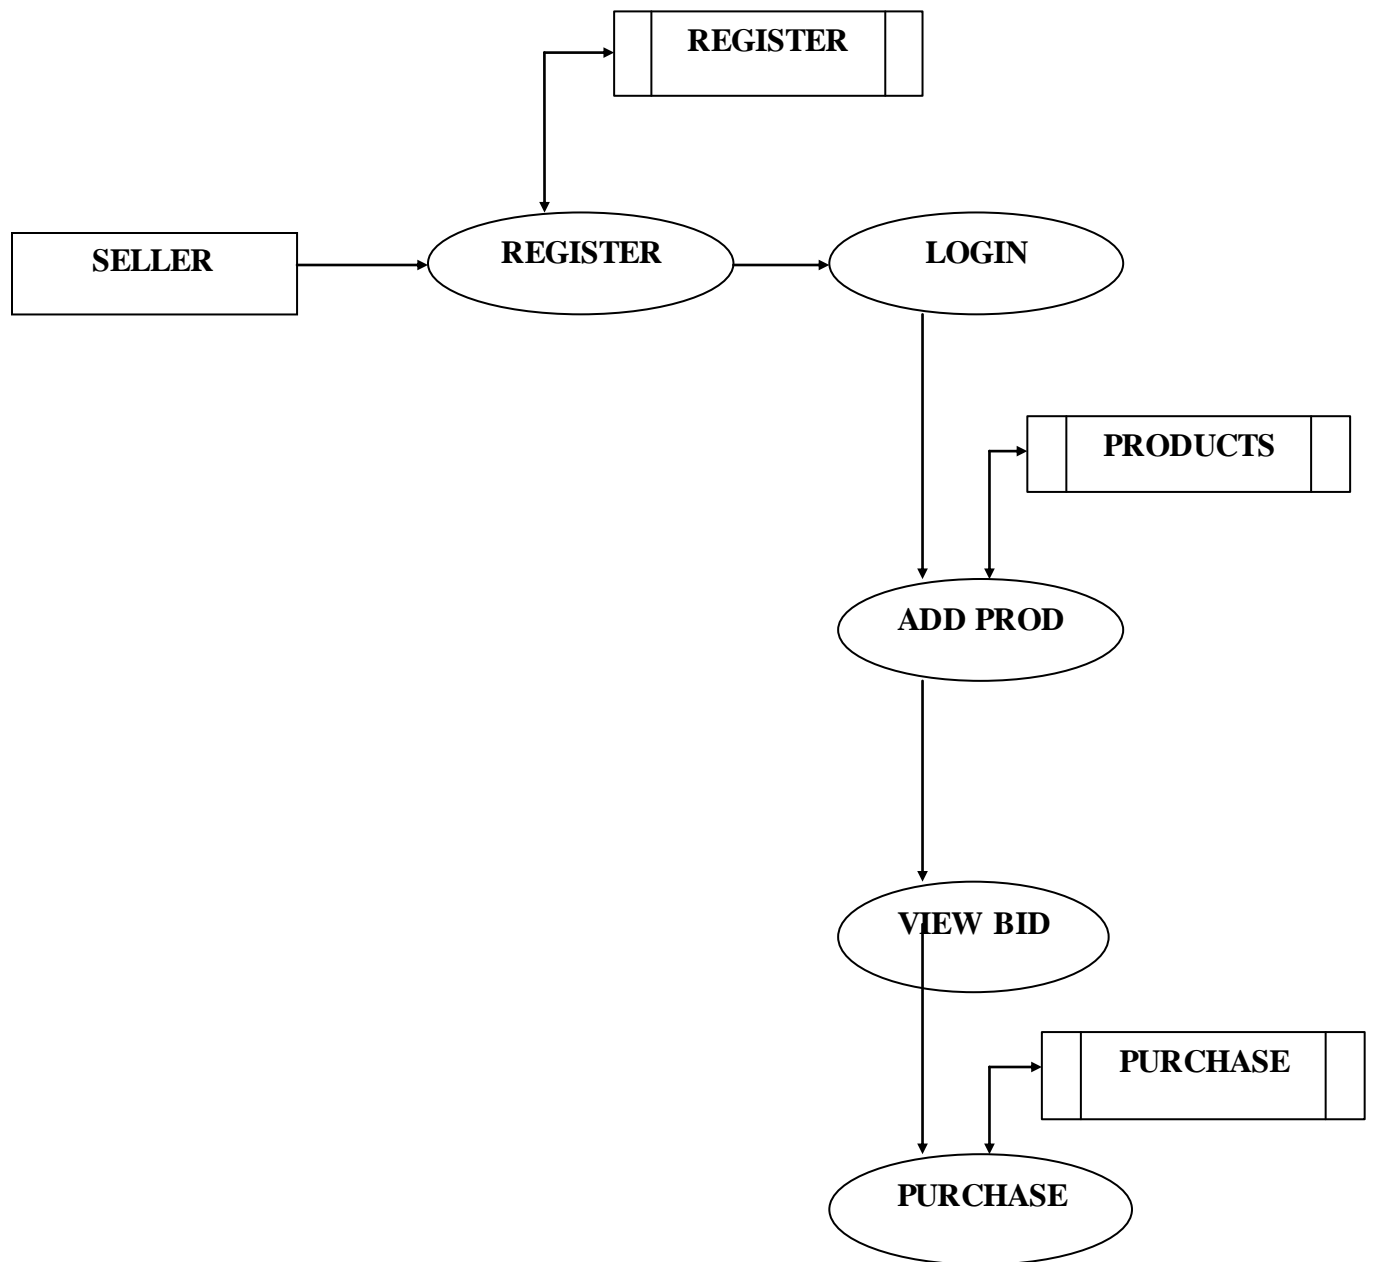 REGISTER
SELLER
REGISTER
LOGIN
PRODUCTS
ADD PROD
VIEW BID
PURCHASE
PURCHASE